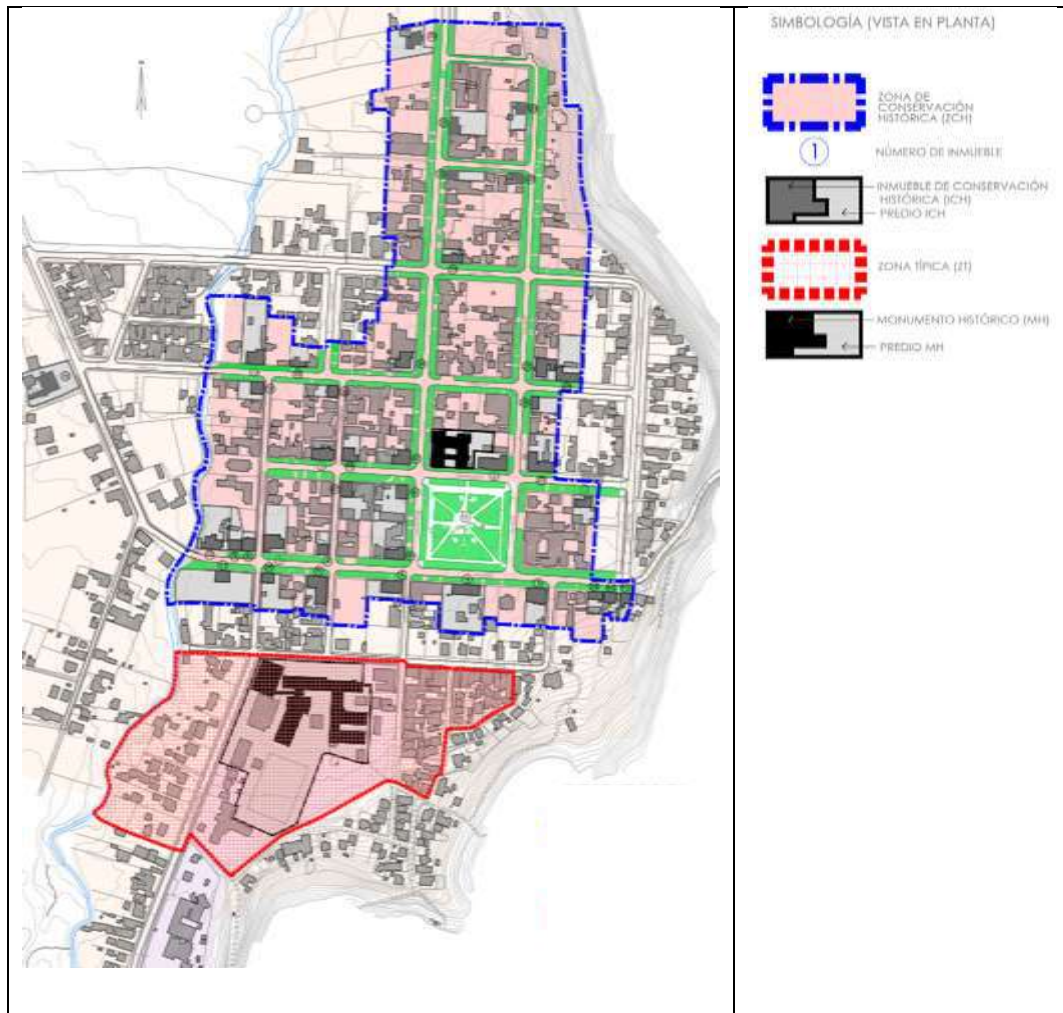 SIMBOLOGÍA (VISTA EN PLANTA)
ZONA DE
CONSERVACIÓN
HISTÓRICA (ZCH)
1
NÚMERO DE INMUEBLE
INMUEBLE DE CONSERVACIÓN
HISTÓRICA (ICH)
PREDIO ICH
ZONA TÍPICA (ZT)
MONUMENTO HISTÓRICO (MH)
PREDIO MH